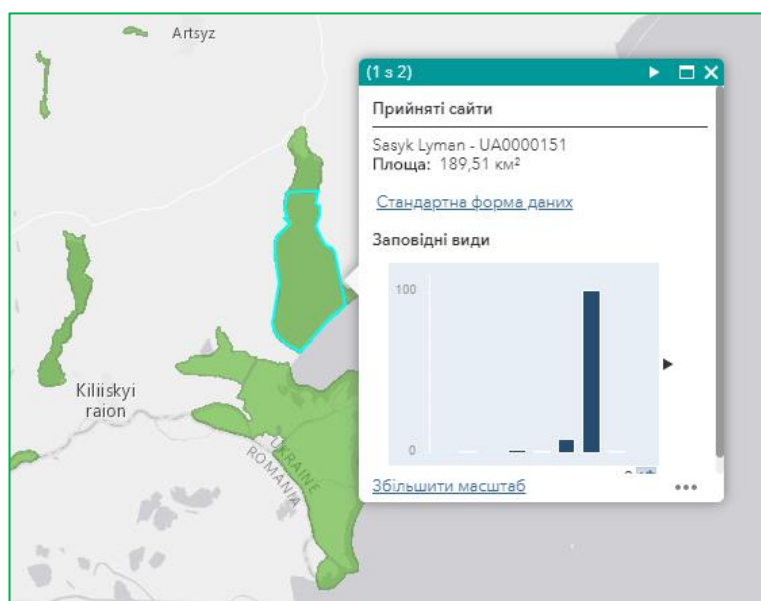 Artsyz
Kiliiskyi
raion
UKRAINE
ROMANIA
(1 з 2)
Прийняті сайти
Sasyk Lyman - UA0000151
Площа: 189,51 км²
Стандартна форма даних
Заповідні види
100
0
Збільшити масштаб